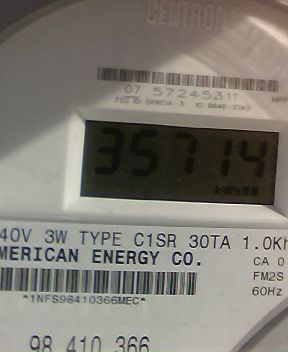 CENTRON
07 57245311
35714
kWh
40V 3W TYPE C1SR 30TA 1.0Kh
MERICAN ENERGY CO.
CA 0
FM2S
60Hz
*1NFS98410366MEC*
98 410 366